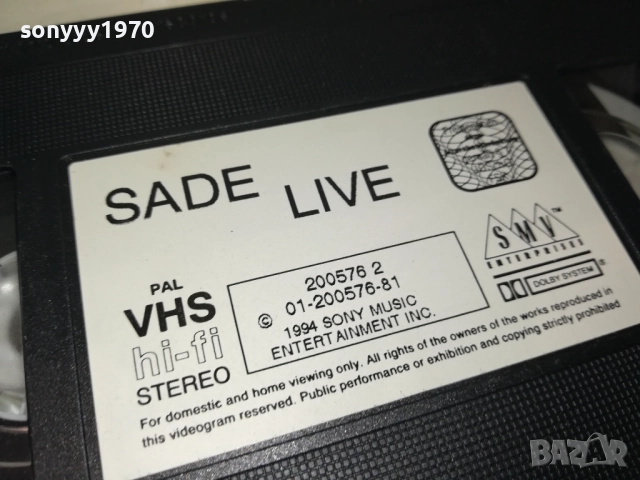 sonyyy1970
SADE LIVE
PAL
VHS
hi-fi
STEREO
200576 2
© 01-200576-81
1994 SONY MUSIC
ENTERTAINMENT INC.
SMV™
ENTERPRISES
DOLBY SYSTEM®
For domestic and home viewing only. All rights of the owners of the works reproduced in
this videogram reserved. Public performance or exhibition and copying strictly prohibited
BAZAR